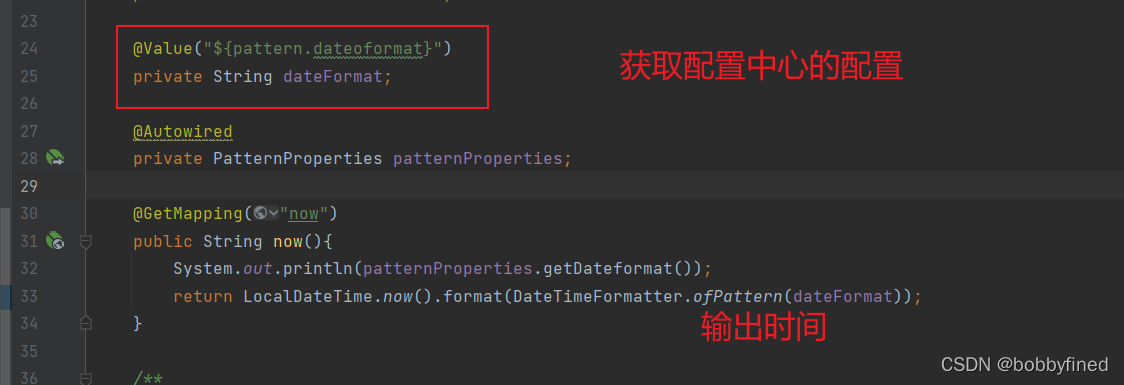 23
24 @Value("${pattern.dateoformat}")
25 private String dateFormat;
获取配置中心的配置
26
27 @Autowired
28 private PatternProperties patternProperties;
29
30 @GetMapping("now")
31 public String now(){
32 System.out.println(patternProperties.getDateformat());
33 return LocalDateTime.now().format(DateTimeFormatter.ofPattern(dateFormat));
34 }
输出时间
35
36 /**
CSDN @bobbyfined